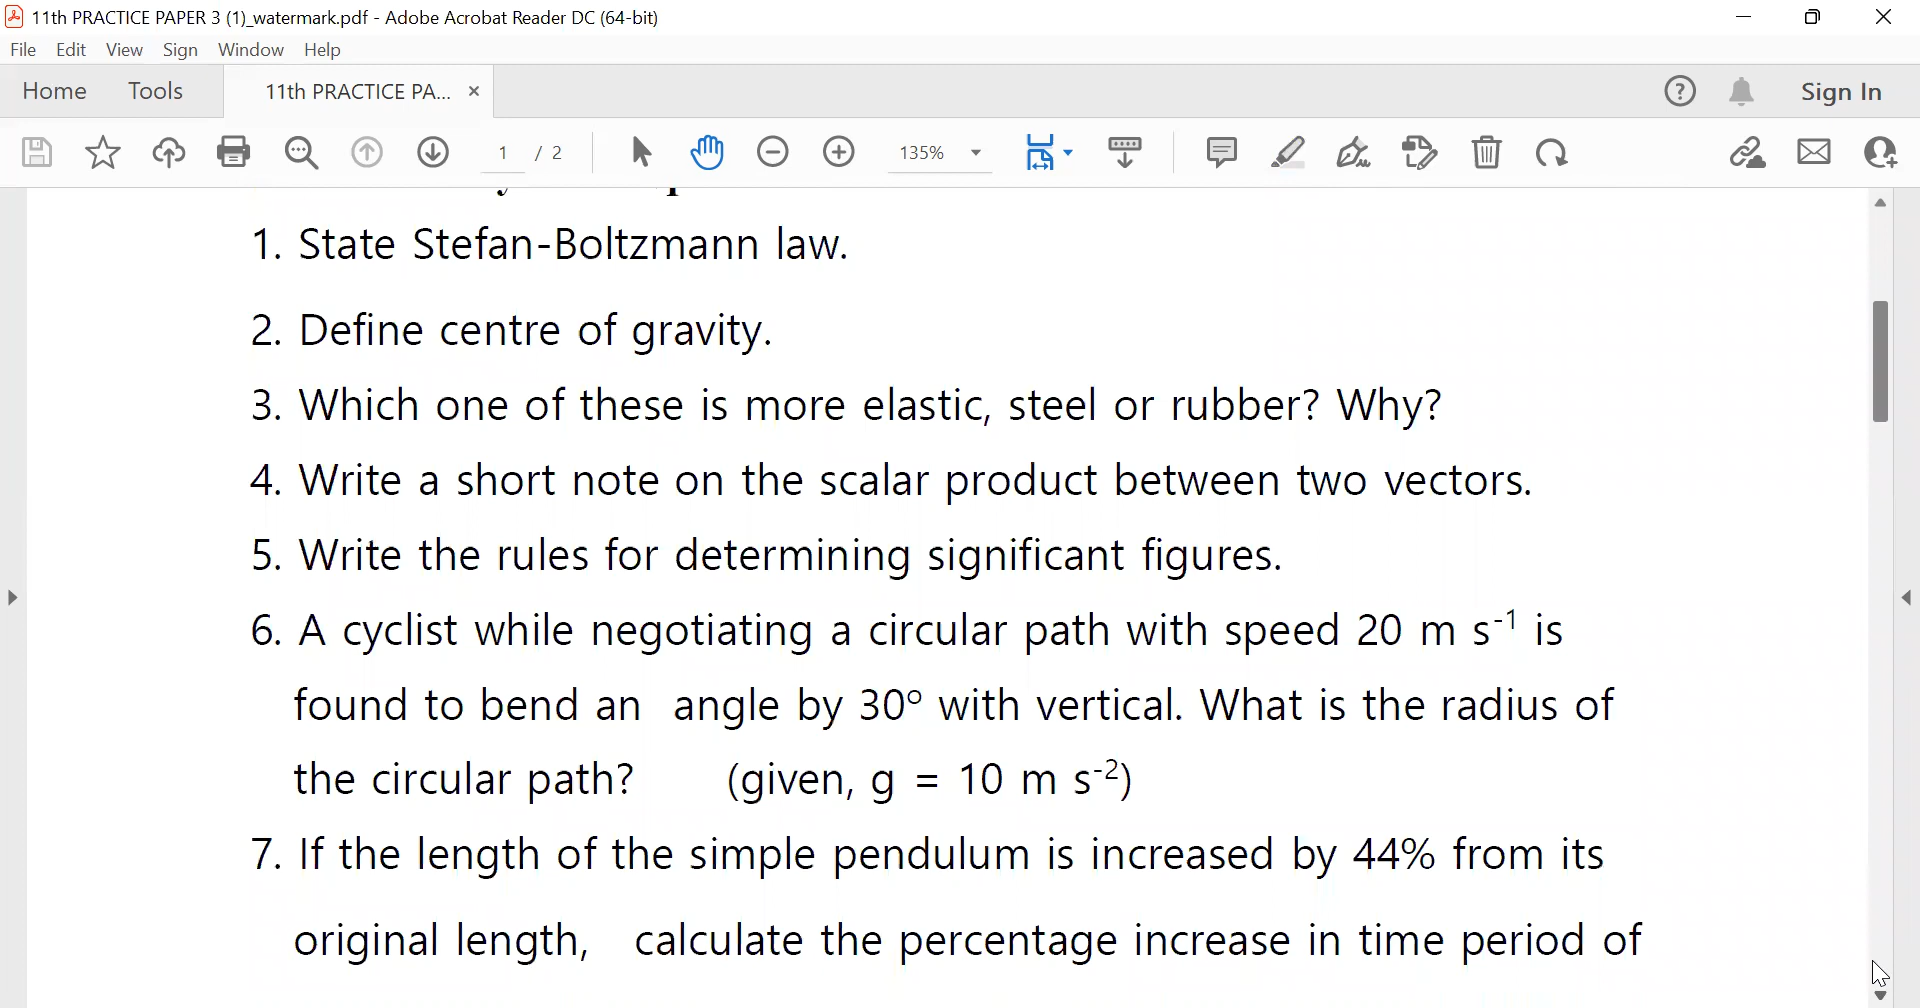 11th PRACTICE PAPER 3 (1)_watermark.pdf - Adobe Acrobat Reader DC (64-bit)
File Edit View Sign Window Help
Home Tools 11th PRACTICE PA... × Sign In
1 / 2 135%
1. State Stefan-Boltzmann law.
2. Define centre of gravity.
3. Which one of these is more elastic, steel or rubber? Why?
4. Write a short note on the scalar product between two vectors.
5. Write the rules for determining significant figures.
6. A cyclist while negotiating a circular path with speed 20 m s⁻¹ is
found to bend an angle by 30º with vertical. What is the radius of
the circular path? (given, g = 10 m s⁻²)
7. If the length of the simple pendulum is increased by 44% from its
original length, calculate the percentage increase in time period of